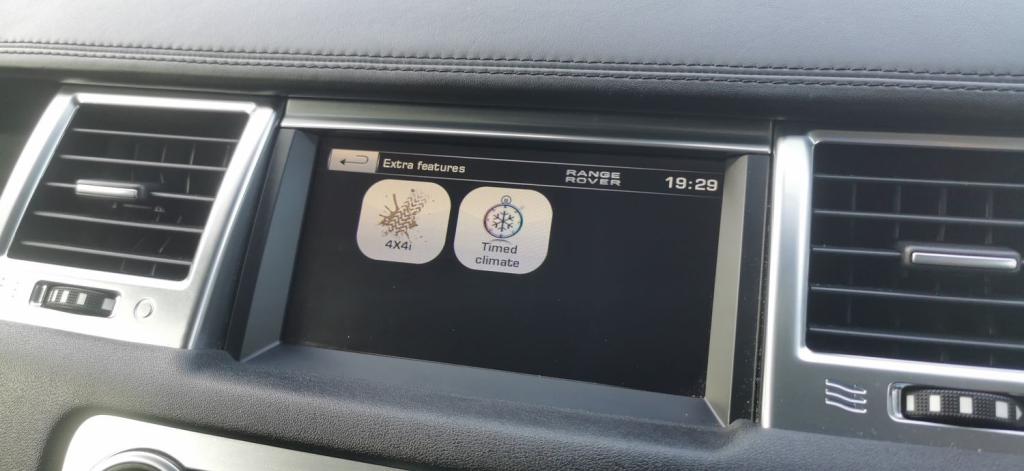 Extra features
RANGE
ROVER
19:29
4X4i
Timed
climate